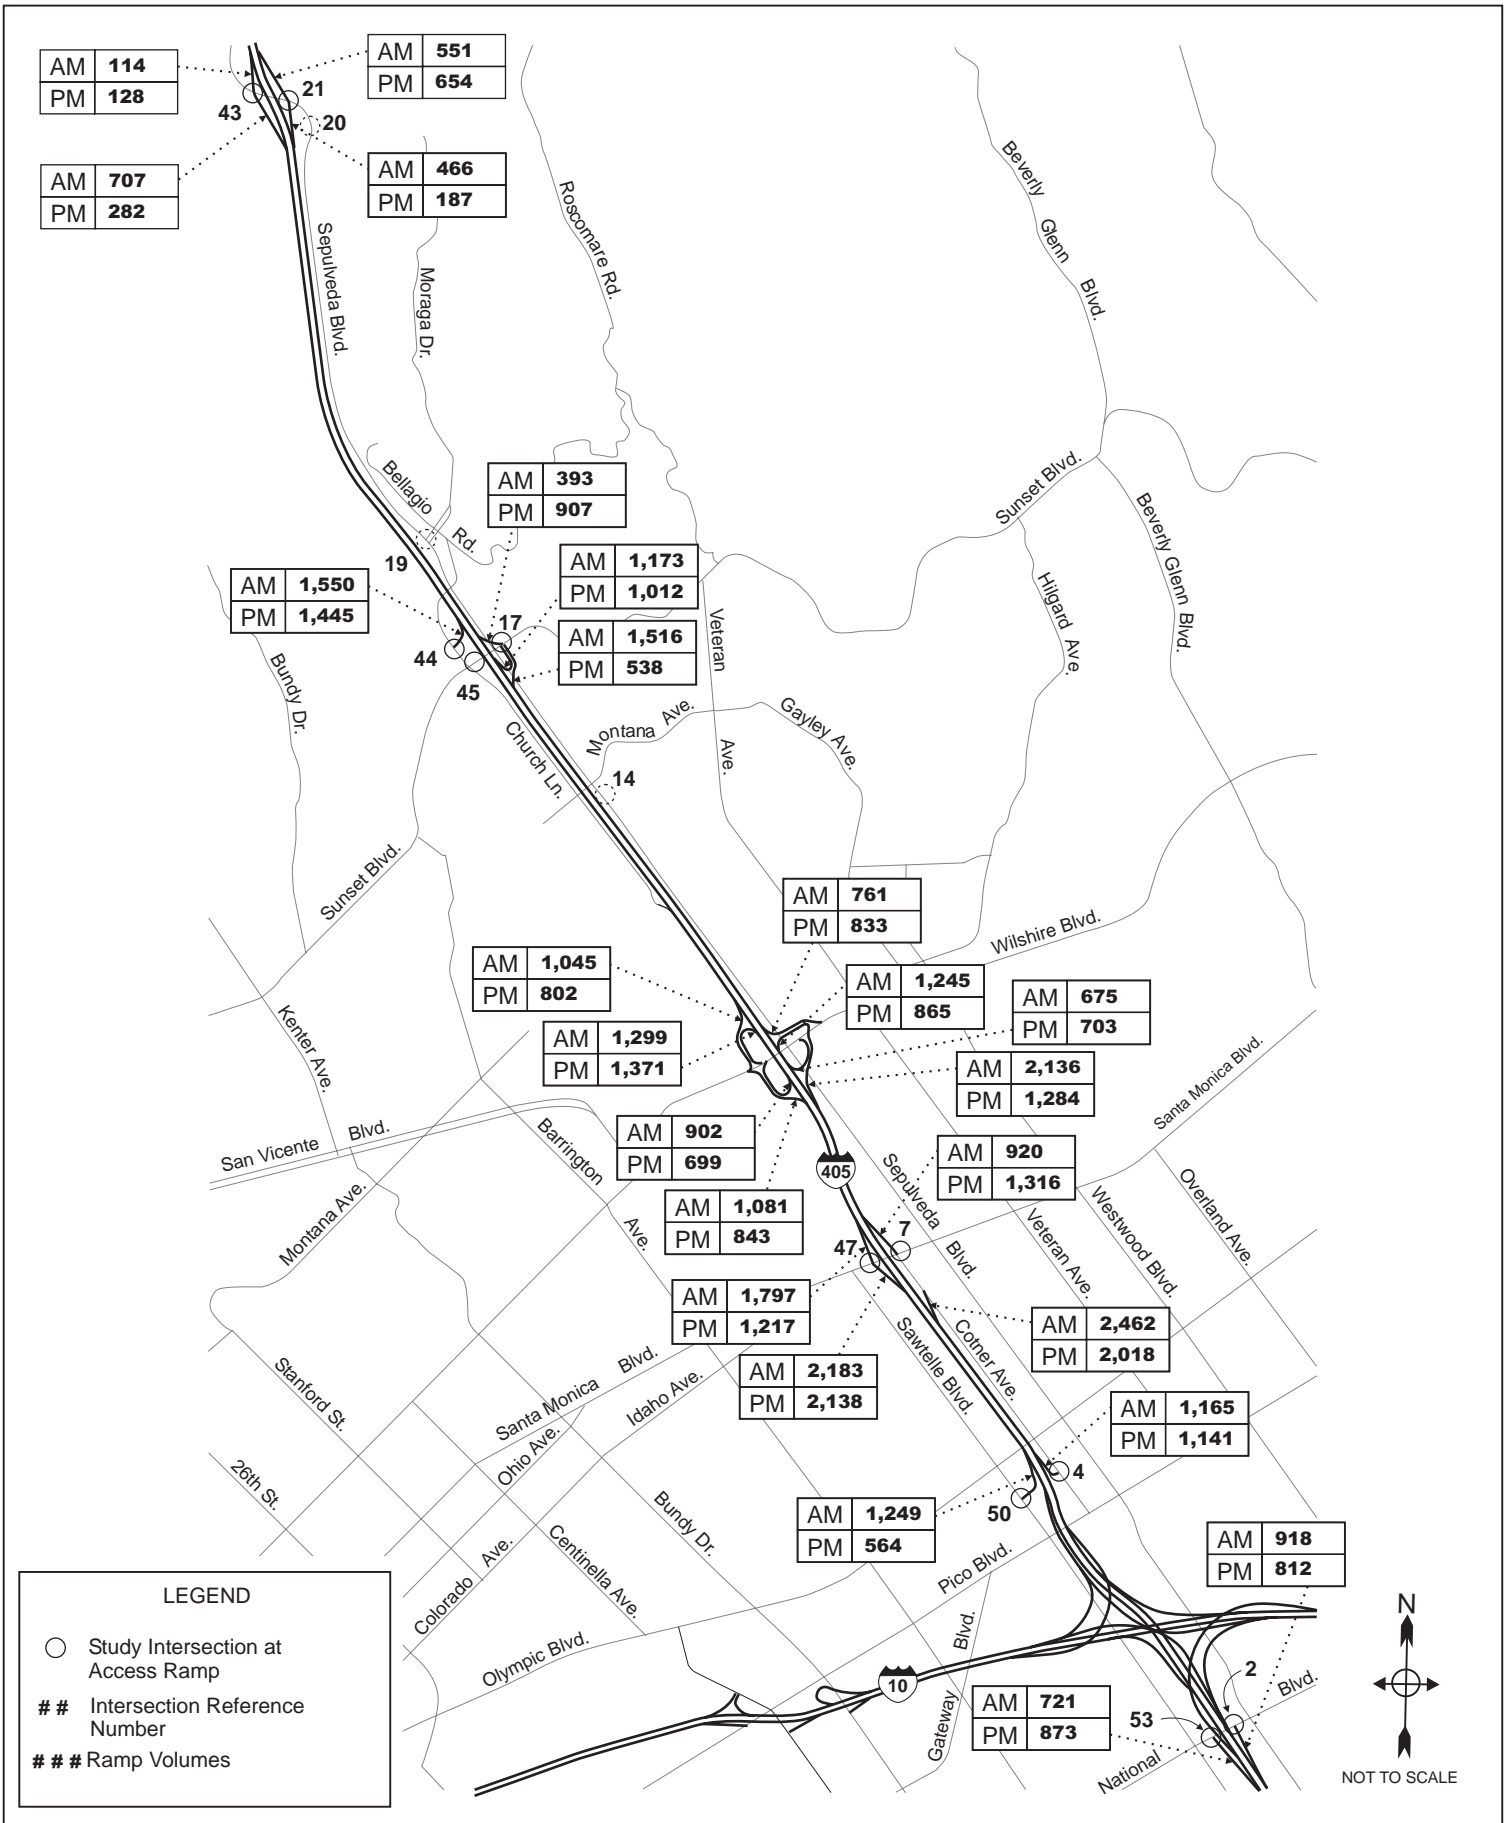 AM 114
PM 128
AM 551
PM 654
21
43
20
AM 707
PM 282
AM 466
PM 187
Sepulveda Blvd.
Moraga Dr.
Roscomare Rd.
Beverly Glenn Blvd.
Bellagio Rd.
AM 393
PM 907
Sunset Blvd.
Beverly Glenn Blvd.
19
AM 1,550
PM 1,445
AM 1,173
PM 1,012
17
AM 1,516
PM 538
44
45
Hilgard Ave.
Veteran Ave.
Bundy Dr.
Church Ln.
Montana Ave.
Gayley Ave.
14
Sunset Blvd.
AM 761
PM 833
Wilshire Blvd.
AM 1,045
PM 802
AM 1,245
PM 865
AM 675
PM 703
Kenter Ave.
AM 1,299
PM 1,371
AM 2,136
PM 1,284
Santa Monica Blvd.
San Vicente Blvd.
Barrington Ave.
AM 902
PM 699
405
AM 920
PM 1,316
Montana Ave.
AM 1,081
PM 843
Sepulveda Blvd.
Veteran Ave.
Westwood Blvd.
Overland Ave.
47
7
AM 1,797
PM 1,217
AM 2,462
PM 2,018
Stanford St.
Santa Monica Blvd.
Idaho Ave.
AM 2,183
PM 2,138
Sawtelle Blvd.
Cotner Ave.
AM 1,165
PM 1,141
26th St.
Ohio Ave.
4
50
Bundy Dr.
AM 1,249
PM 564
Centinella Ave.
Colorado Ave.
Pico Blvd.
AM 918
PM 812
Olympic Blvd.
10
Gateway Blvd.
AM 721
PM 873
53
2
National Blvd.
LEGEND
Study Intersection at
Access Ramp
# # Intersection Reference
Number
# # # Ramp Volumes
N
NOT TO SCALE